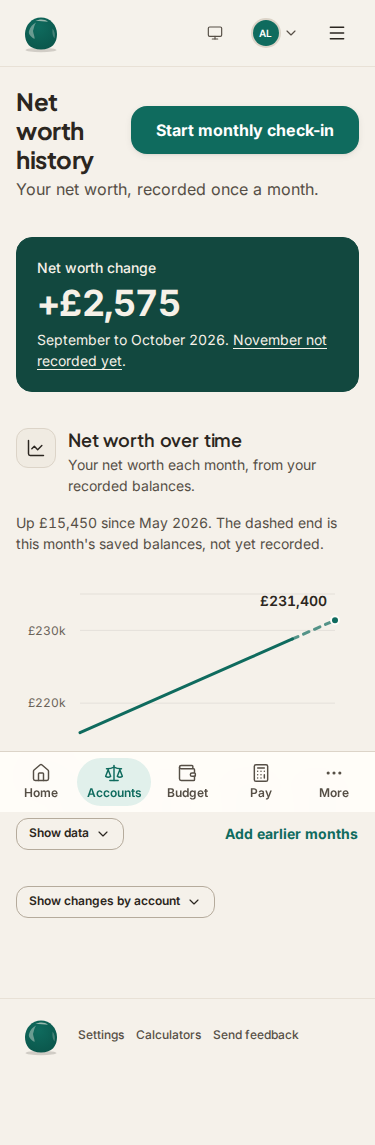 AL
Net
worth
history
Start monthly check-in
Your net worth, recorded once a month.
Net worth change
+£2,575
September to October 2026. November not
recorded yet.
Net worth over time
Your net worth each month, from your
recorded balances.
Up £15,450 since May 2026. The dashed end is
this month's saved balances, not yet recorded.
£231,400
£230k
£220k
Home
Accounts
Budget
Pay
More
Show data
Add earlier months
Show changes by account
Settings
Calculators
Send feedback